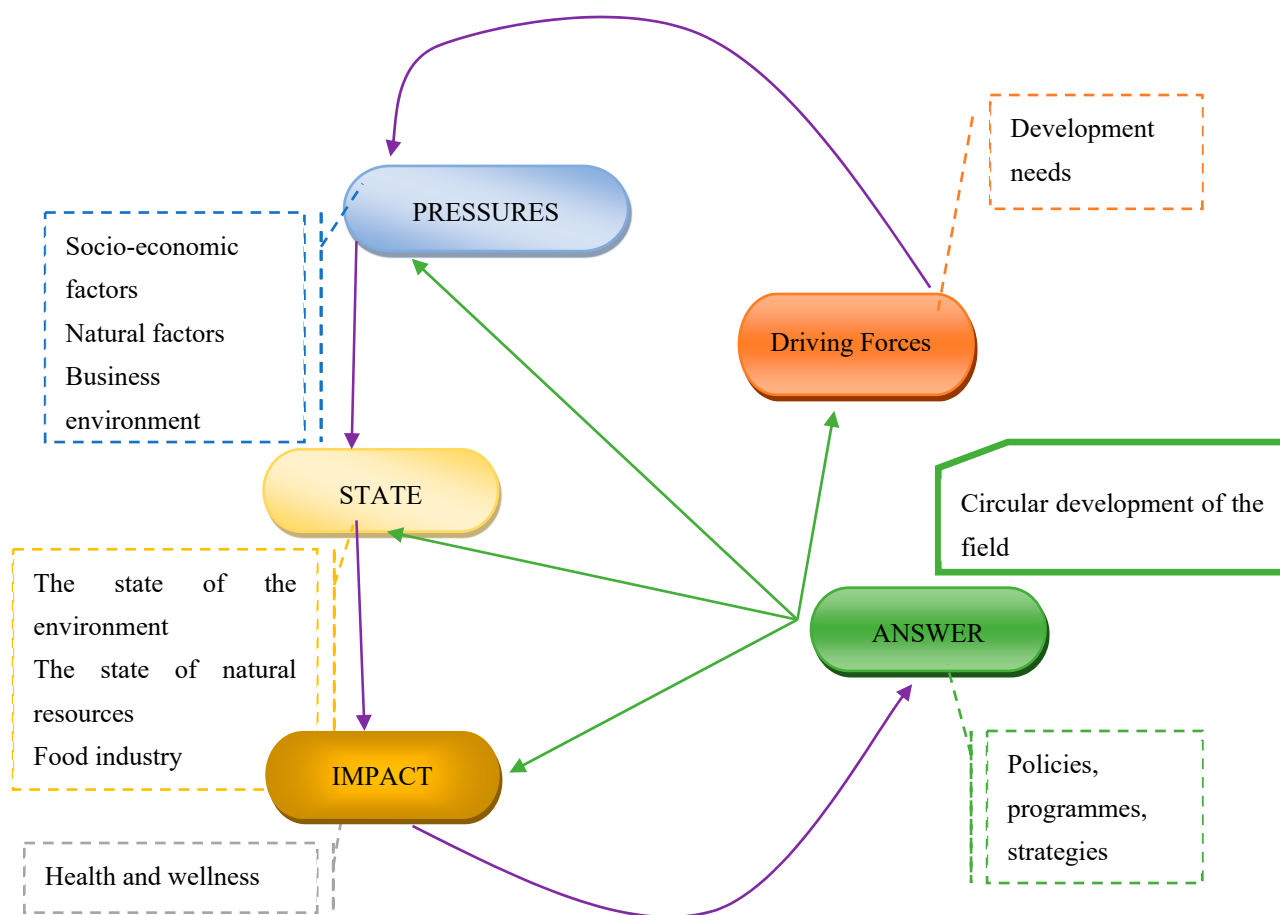 Development
needs
PRESSURES
Socio-economic
factors
Natural factors
Business
environment
Driving Forces
STATE
Circular development of the
field
The state of the
environment
The state of natural
resources
Food industry
ANSWER
IMPACT
Policies,
programmes,
strategies
Health and wellness